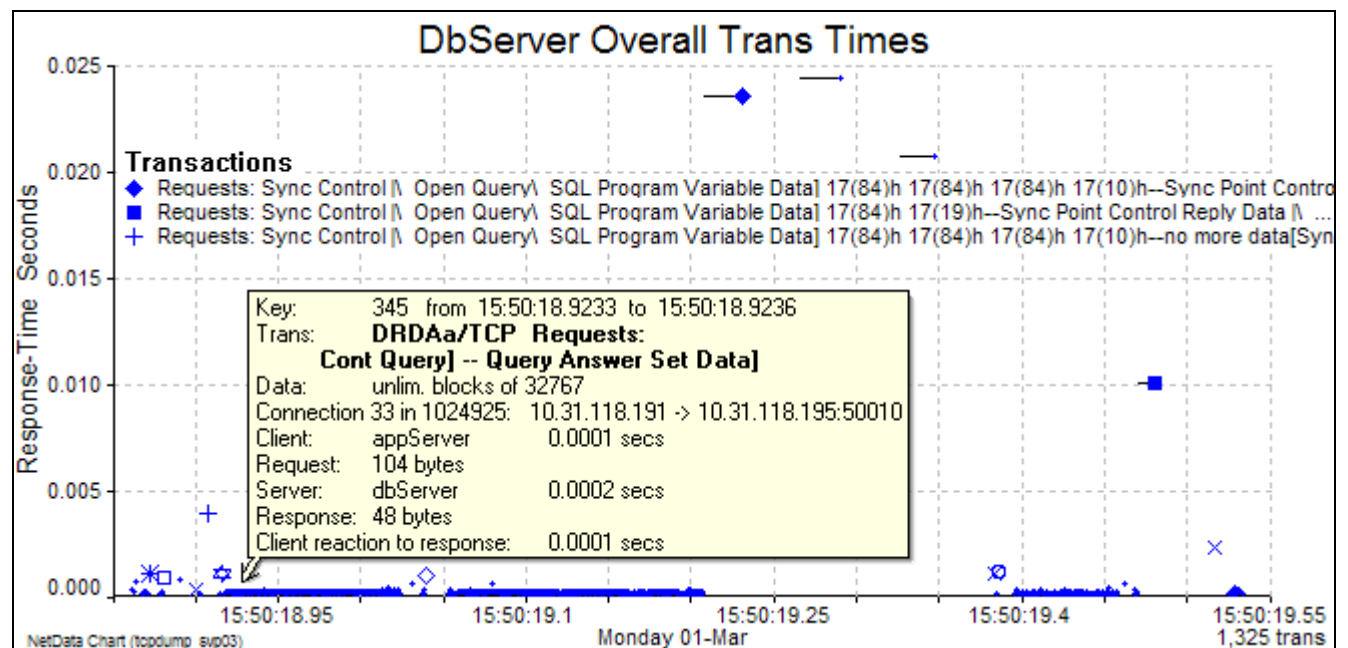 DbServer Overall Trans Times
0.025
0.020
0.015
0.010
0.005
0.000
Response-Time Seconds
Transactions
Requests: Sync Control |\ Open Query\ SQL Program Variable Data] 17(84)h 17(84)h 17(84)h 17(10)h--Sync Point Contro
Requests: Sync Control |\ Open Query\ SQL Program Variable Data] 17(84)h 17(19)h--Sync Point Control Reply Data |\ ...
Requests: Sync Control |\ Open Query\ SQL Program Variable Data] 17(84)h 17(84)h 17(84)h 17(10)h--no more data[Syn
Key: 345 from 15:50:18.9233 to 15:50:18.9236
Trans: DRDAa/TCP Requests:
Cont Query] -- Query Answer Set Data]
Data: unlim. blocks of 32767
Connection 33 in 1024925: 10.31.118.191 -> 10.31.118.195:50010
Client: appServer 0.0001 secs
Request: 104 bytes
Server: dbServer 0.0002 secs
Response: 48 bytes
Client reaction to response: 0.0001 secs
15:50:18.95 15:50:19.1 15:50:19.25 15:50:19.4 15:50:19.55
NetData Chart (tcpdump_svp03) Monday 01-Mar 1,325 trans